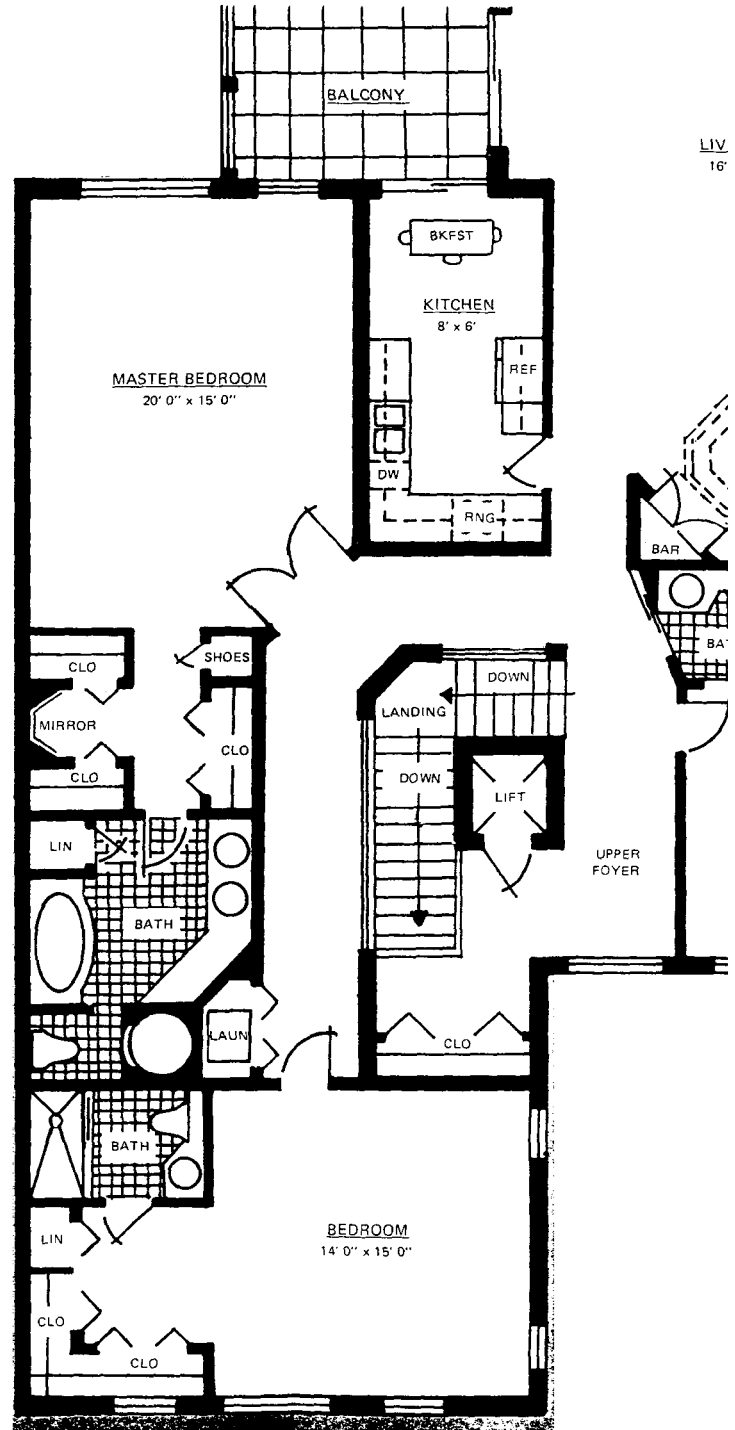 BALCONY
LIV
16'
BKFST
KITCHEN
8' x 6'
REF
MASTER BEDROOM
20' 0" x 15' 0"
DW
RNG
BAR
BAT
SHOES
CLO
DOWN
LANDING
MIRROR
CLO
CLO
DOWN
LIFT
LIN
UPPER
FOYER
BATH
LAUN
CLO
BATH
BEDROOM
14' 0" x 15' 0"
LIN
CLO
CLO